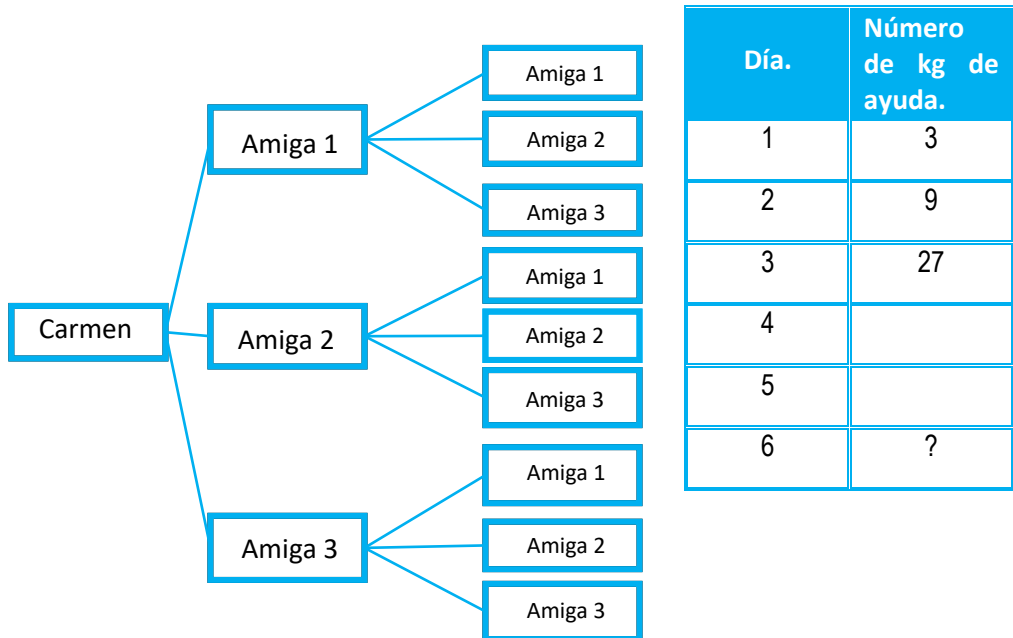 Carmen
Amiga 1
Amiga 1
Amiga 2
Amiga 3
Amiga 2
Amiga 1
Amiga 2
Amiga 3
Amiga 3
Amiga 1
Amiga 2
Amiga 3
Día.
Número
de kg de
ayuda.
1 3
2 9
3 27
4
5
6 ?